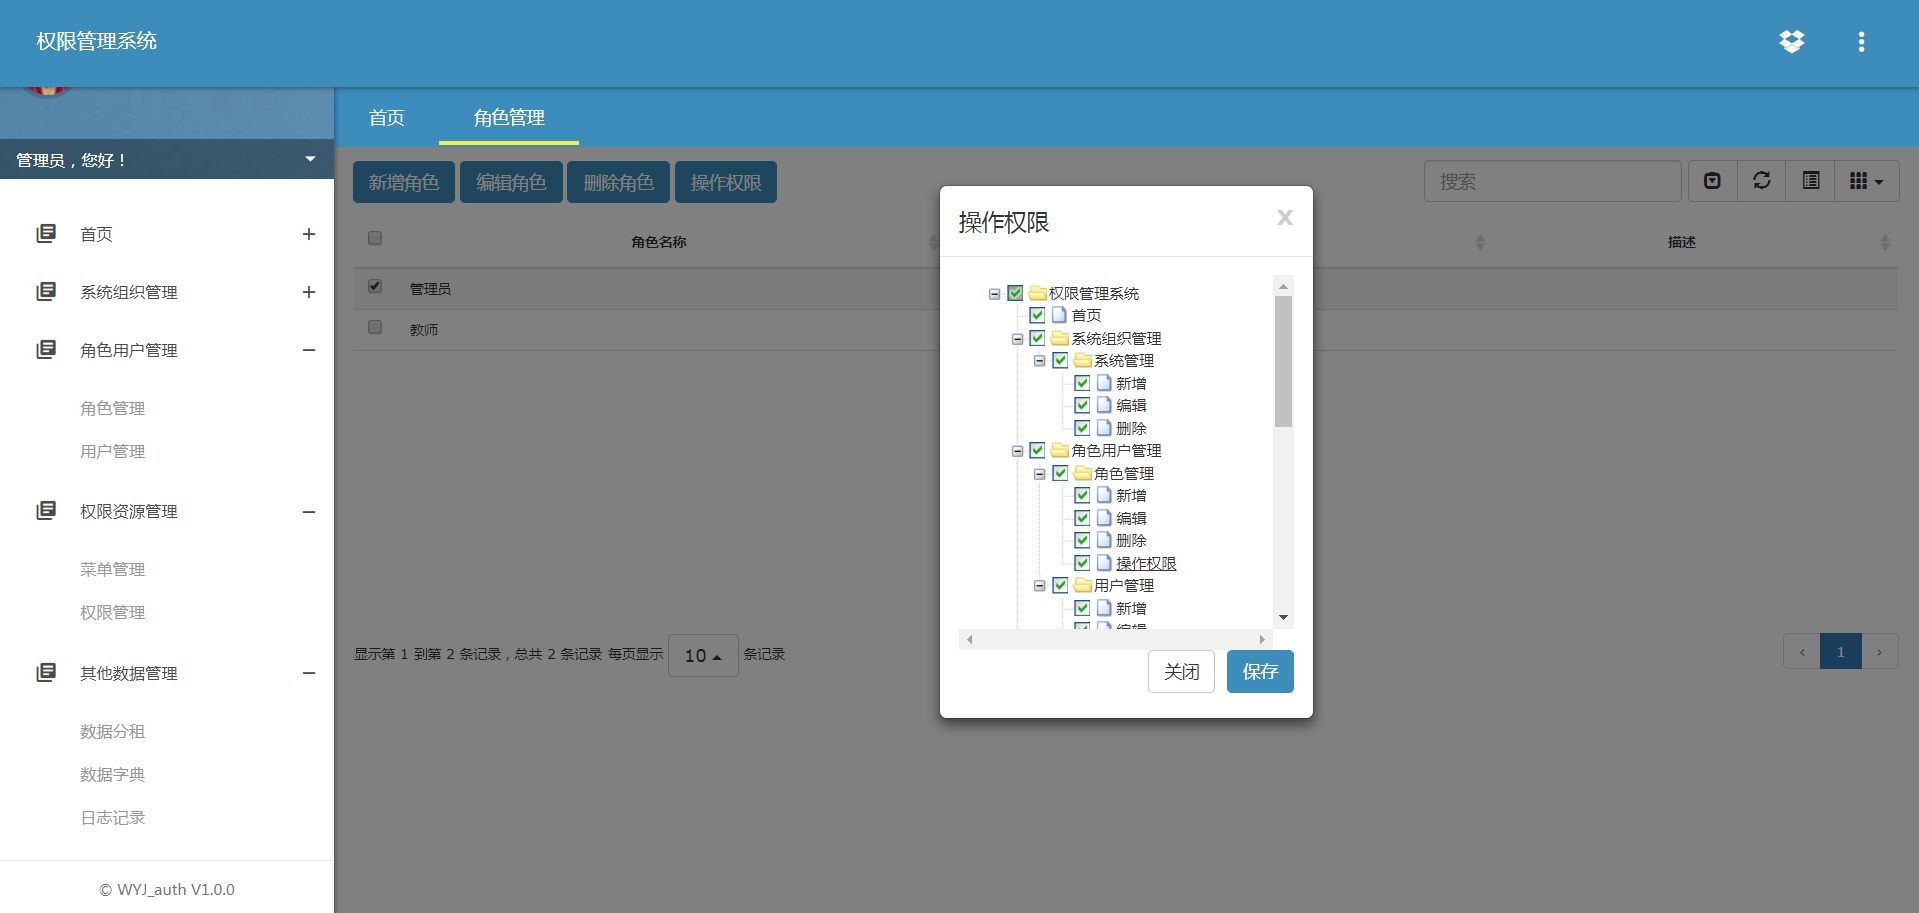 权限管理系统
管理员，您好！
首页
系统组织管理
角色用户管理
角色管理
用户管理
权限资源管理
菜单管理
权限管理
其他数据管理
数据分租
数据字典
日志记录
© WYJ_auth V1.0.0
首页 角色管理
新增角色 编辑角色 删除角色 操作权限 搜索
角色名称 描述
管理员
教师
显示第 1 到第 2 条记录，总共 2 条记录 每页显示 10 条记录
‹ 1 ›
操作权限 x
权限管理系统
首页
系统组织管理
系统管理
新增
编辑
删除
角色用户管理
角色管理
新增
编辑
删除
操作权限
用户管理
新增
编辑
关闭 保存